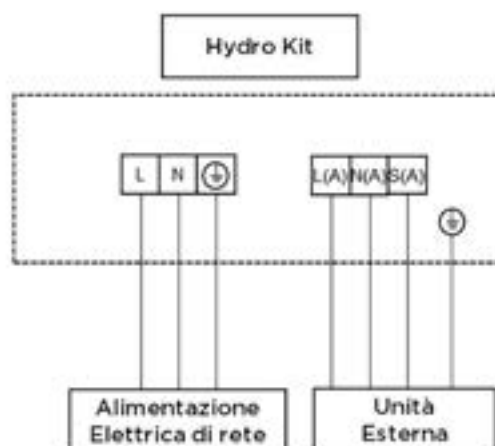 Hydro Kit
L N
L(A) N(A) S(A)
Alimentazione
Elettrica di rete
Unità
Esterna